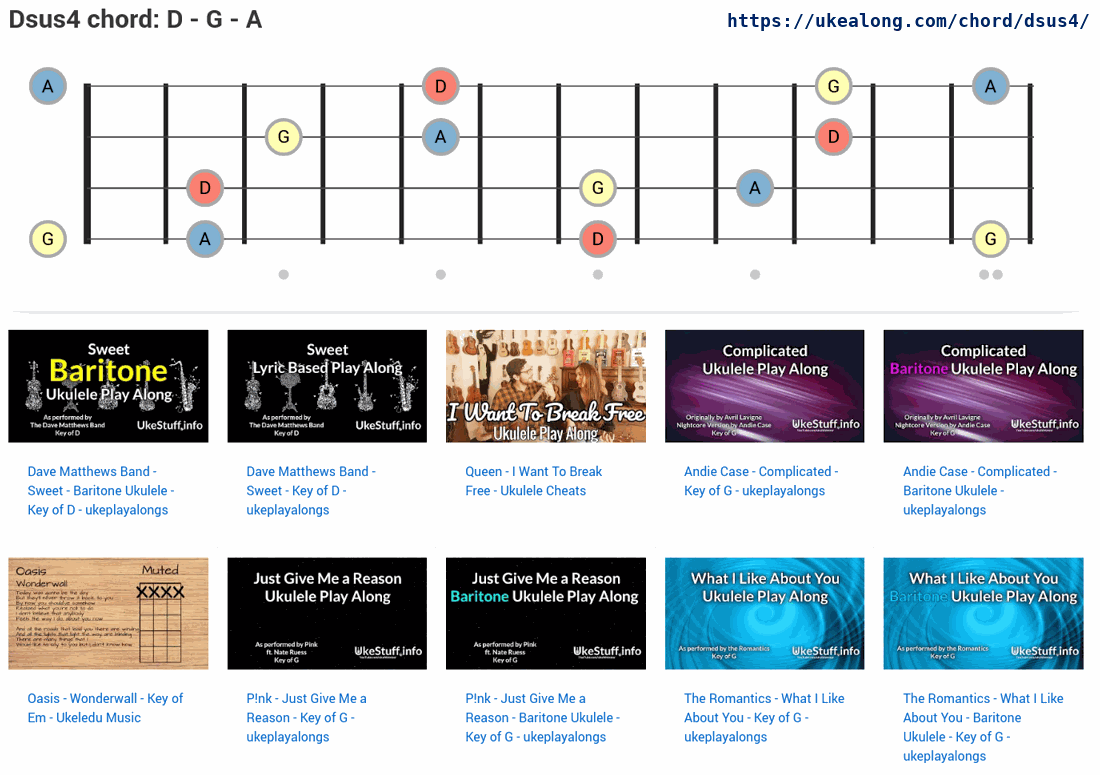 Dsus4 chord: D - G - A
https://ukealong.com/chord/dsus4/
A D G A
G A D
D G A
G A D G
Sweet
Baritone
Ukulele Play Along
As performed by
The Dave Matthews Band
Key of D
UkeStuff.info
Sweet
Lyric Based Play Along
As performed by
The Dave Matthews Band
Key of D
UkeStuff.info
I Want To Break Free
Ukulele Play Along
Complicated
Ukulele Play Along
Originally by Avril Lavigne
Nightcore Version by Andie Case
Key of G
UkeStuff.info
Complicated
Baritone Ukulele Play Along
Originally by Avril Lavigne
Nightcore Version by Andie Case
Key of G
UkeStuff.info
Dave Matthews Band -
Sweet - Baritone Ukulele -
Key of D - ukeplayalongs
Dave Matthews Band -
Sweet - Key of D -
ukeplayalongs
Queen - I Want To Break
Free - Ukulele Cheats
Andie Case - Complicated -
Key of G - ukeplayalongs
Andie Case - Complicated -
Baritone Ukulele -
ukeplayalongs
Oasis
Wonderwall
Muted
XXXX
Just Give Me a Reason
Ukulele Play Along
As performed by Pink
ft. Nate Ruess
Key of G
UkeStuff.info
Just Give Me a Reason
Baritone Ukulele Play Along
As performed by Pink
ft. Nate Ruess
Key of G
UkeStuff.info
What I Like About You
Ukulele Play Along
As performed by the Romantics
Key of G
UkeStuff.info
What I Like About You
Baritone Ukulele Play Along
As performed by the Romantics
Key of G
UkeStuff.info
Oasis - Wonderwall - Key of
Em - Ukeledu Music
P!nk - Just Give Me a
Reason - Key of G -
ukeplayalongs
P!nk - Just Give Me a
Reason - Baritone Ukulele -
Key of G - ukeplayalongs
The Romantics - What I Like
About You - Key of G -
ukeplayalongs
The Romantics - What I Like
About You - Baritone
Ukulele - Key of G -
ukeplayalongs